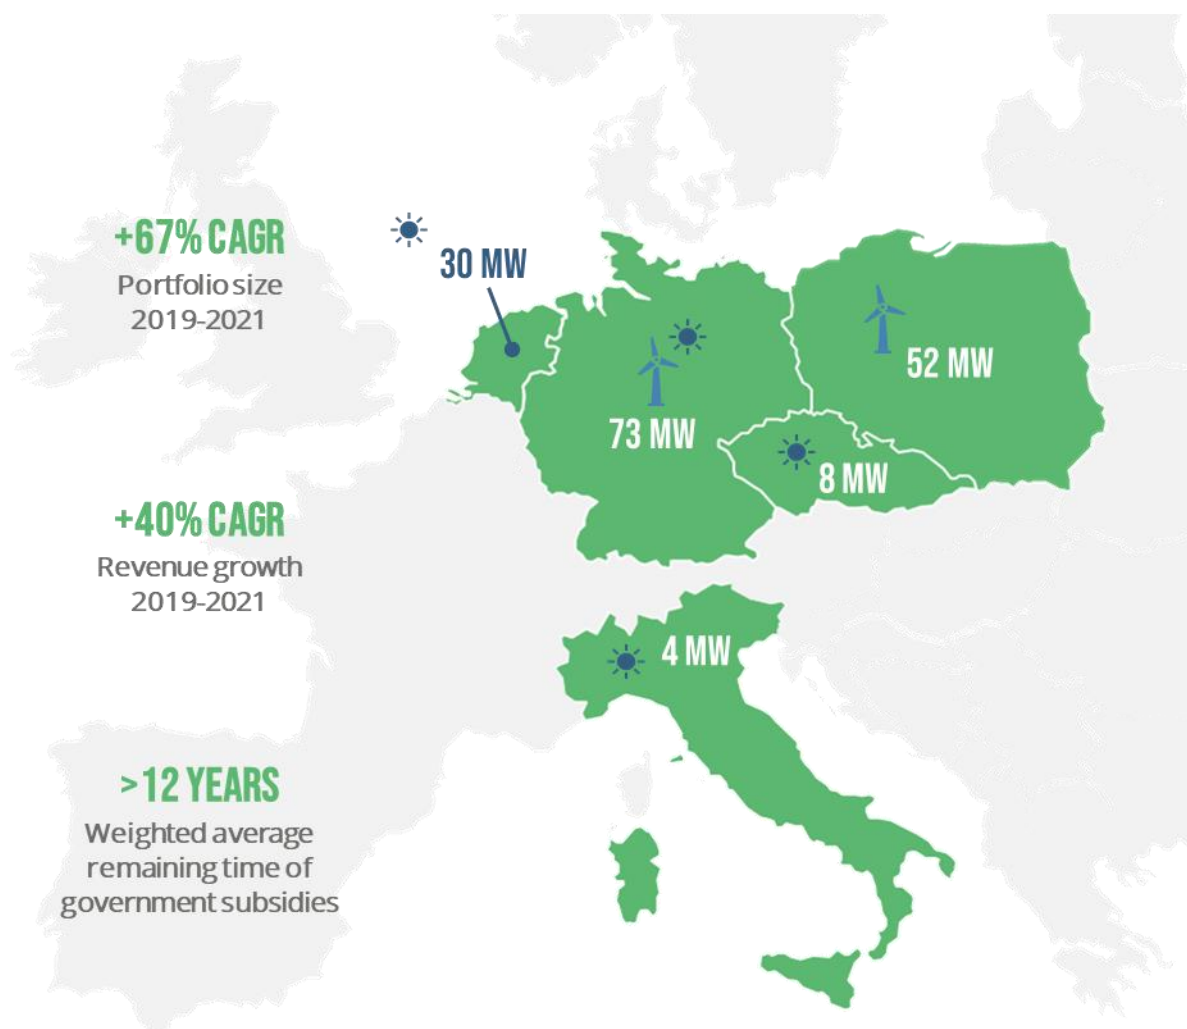 +67% CAGR
Portfolio size
2019-2021
30 MW
52 MW
73 MW
8 MW
+40% CAGR
Revenue growth
2019-2021
4 MW
>12 YEARS
Weighted average
remaining time of
government subsidies